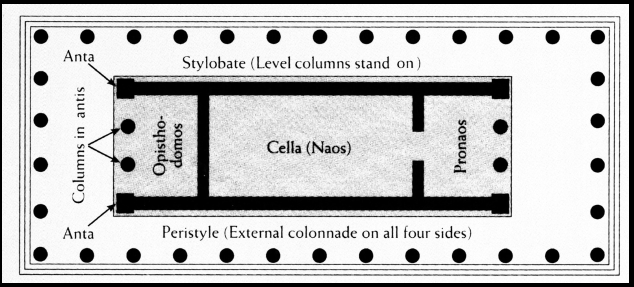 Anta
Stylobate (Level columns stand on)
Columns in antis
Opistho-
domos
Cella (Naos)
Pronaos
Anta
Peristyle (External colonnade on all four sides)